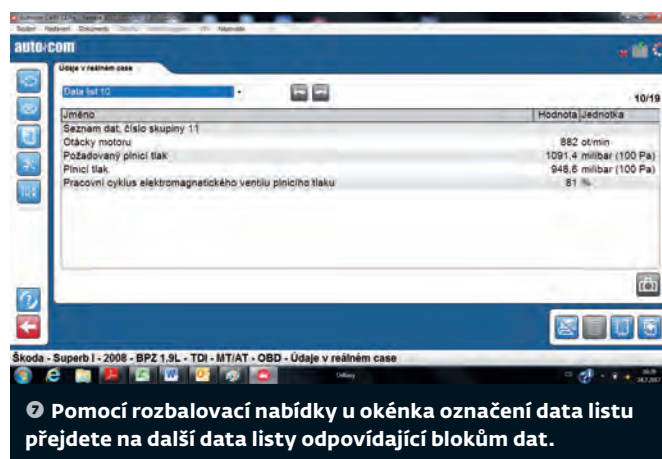 auto/com
Údaje v reálném case
Data list 10
10/19
Jméno Hodnota Jednotka
Seznam dat, číslo skupiny 11
Otácky motoru 882 ot/min
Požadovaný plnicí tlak 1091,4 milibar (100 Pa)
Plnicí tlak 948,6 milibar (100 Pa)
Pracovní cyklus elektromagnetického ventilu plnicího tlaku 81 %
Škoda - Superb I - 2008 - BPZ 1,9L - TDI - MT/AT - OBD - Údaje v reálném case
❼ Pomocí rozbalovací nabídky u okénka označení data listu
přejdete na další data listy odpovídající blokům dat.